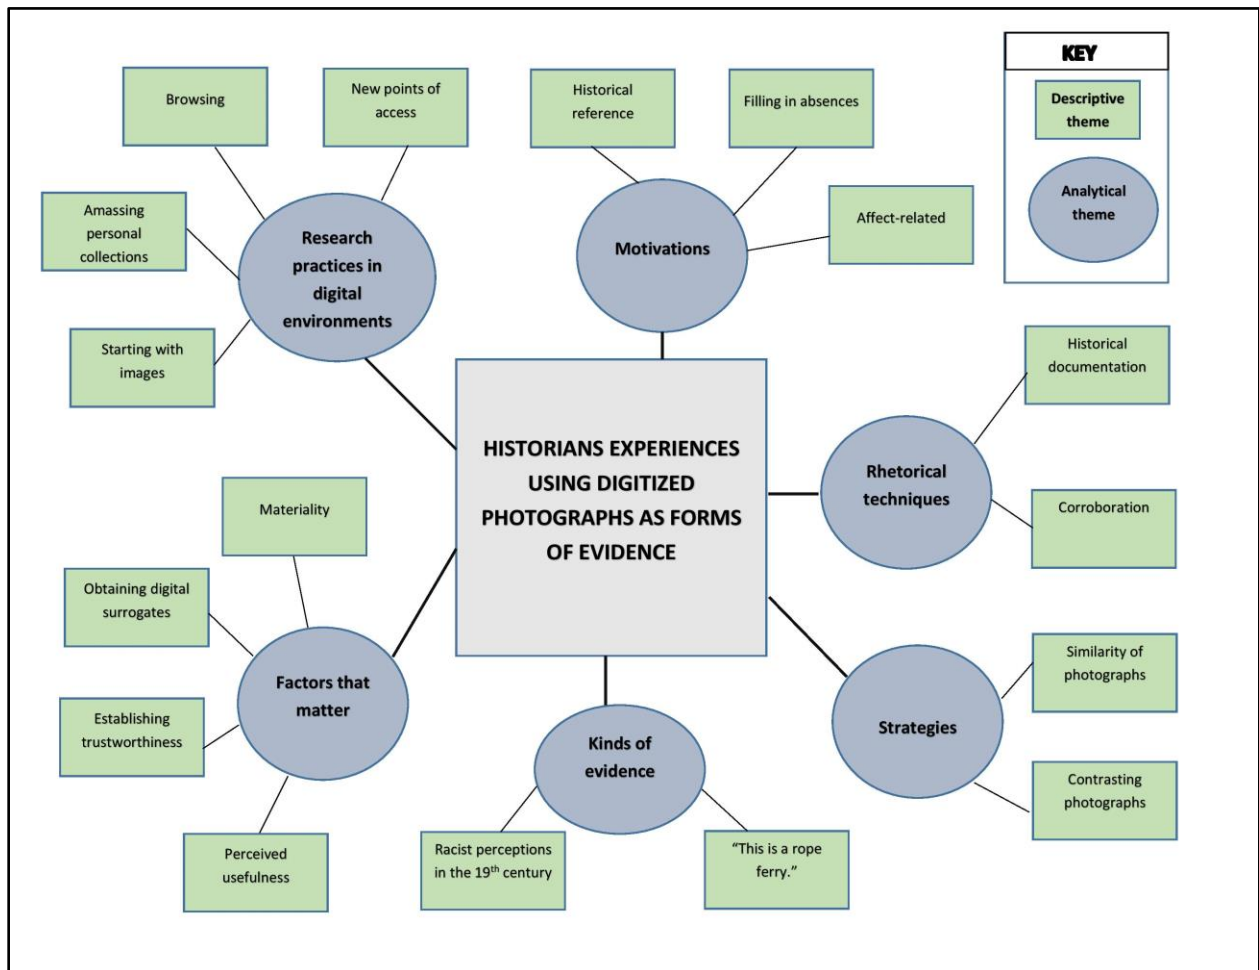 KEY
Descriptive
theme
Analytical
theme
Browsing
New points of
access
Amassing
personal
collections
Starting with
images
Research
practices in
digital
environments
Historical
reference
Filling in absences
Affect-related
Motivations
HISTORIANS EXPERIENCES
USING DIGITIZED
PHOTOGRAPHS AS FORMS
OF EVIDENCE
Historical
documentation
Rhetorical
techniques
Corroboration
Materiality
Obtaining digital
surrogates
Establishing
trustworthiness
Perceived
usefulness
Factors that
matter
Kinds of
evidence
Racist perceptions
in the 19th century
“This is a rope
ferry.”
Similarity of
photographs
Strategies
Contrasting
photographs